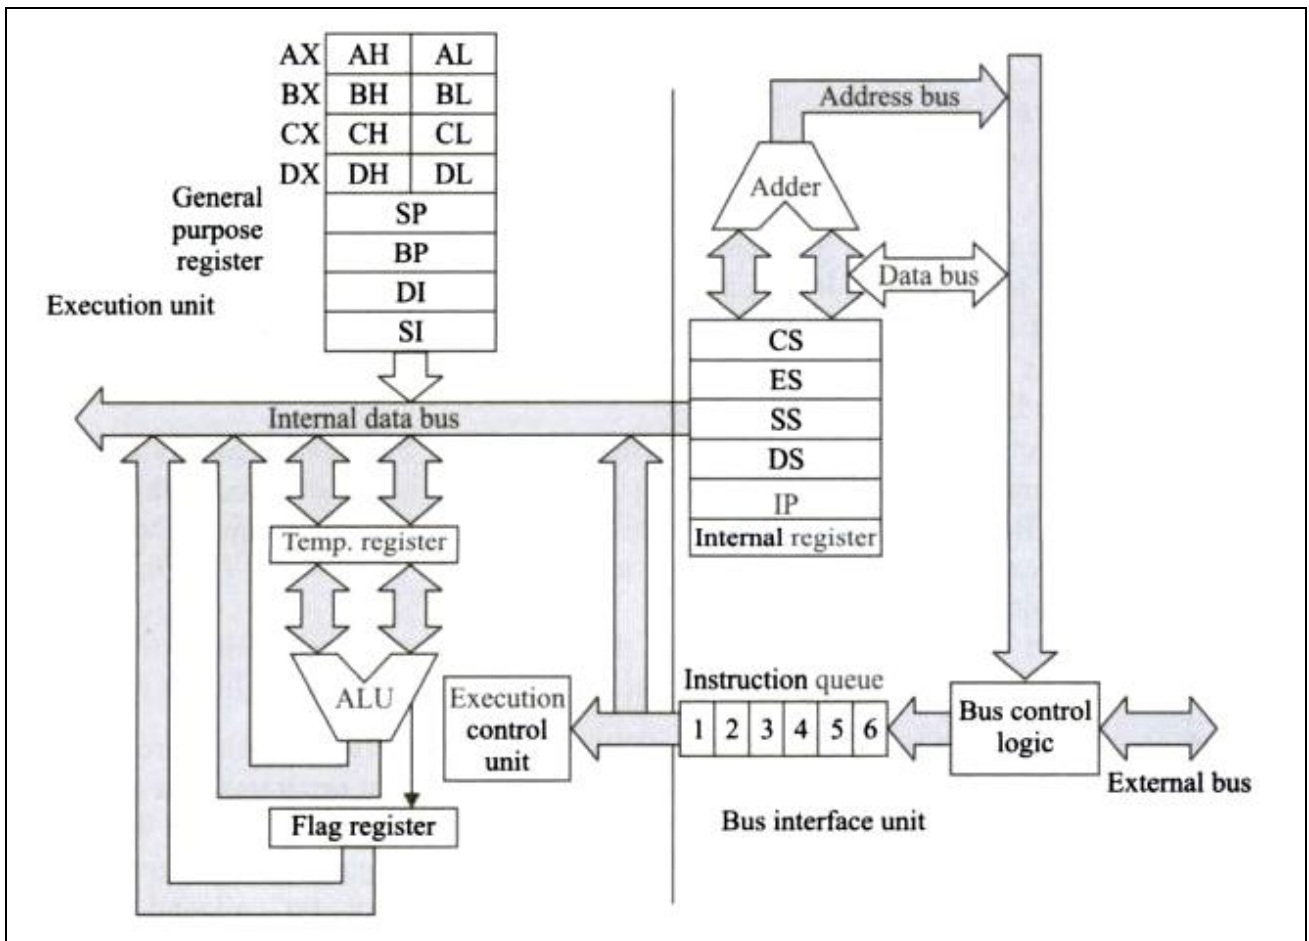 AX AH AL
BX BH BL
CX CH CL
DX DH DL
General
purpose
register
SP
BP
DI
SI
Execution unit
Internal data bus
Temp. register
ALU
Execution
control
unit
Flag register
Address bus
Adder
Data bus
CS
ES
SS
DS
IP
Internal register
Instruction queue
1 2 3 4 5 6
Bus control
logic
External bus
Bus interface unit